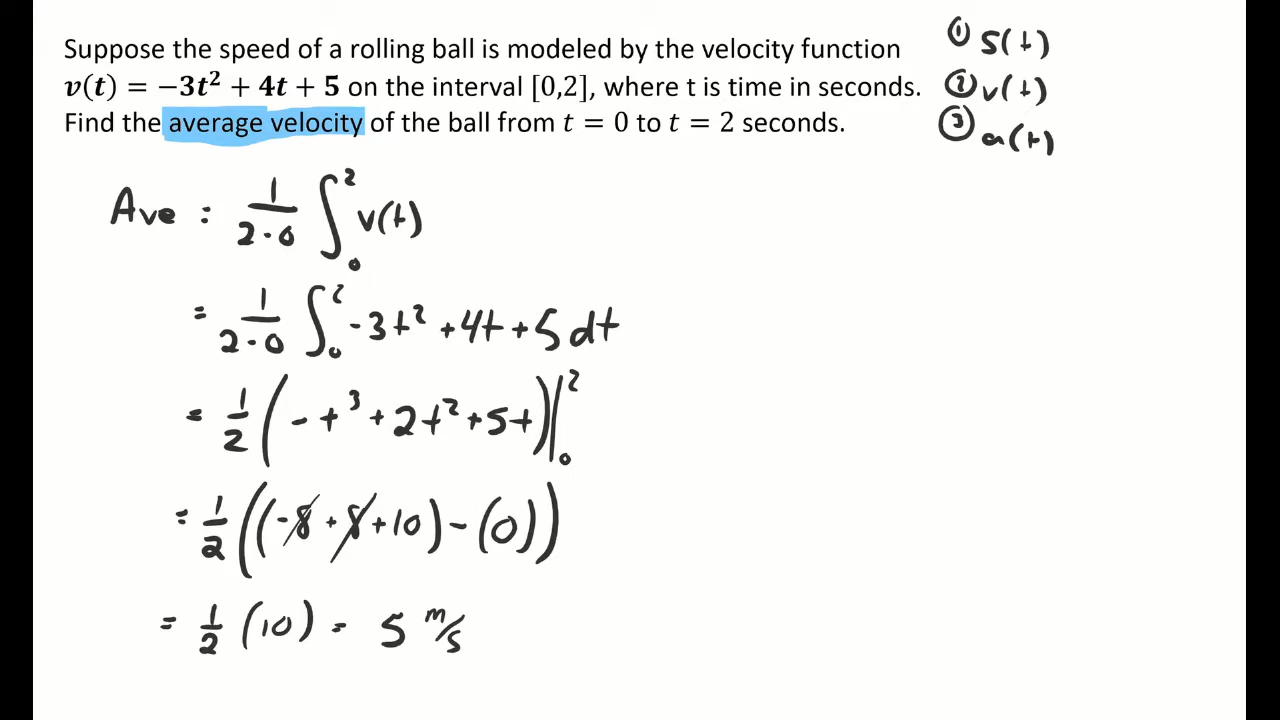 Suppose the speed of a rolling ball is modeled by the velocity function
v(t) = −3t² + 4t + 5 on the interval [0,2], where t is time in seconds.
Find the average velocity of the ball from t = 0 to t = 2 seconds.
① s(t)
② v(t)
③ a(t)
Ave : 1/(2-0) ∫₀² v(t)
= 1/(2-0) ∫₀² -3t² + 4t + 5 dt
= 1/2 (-t³ + 2t² + 5t)|₀²
= 1/2 ((-8 + 8 + 10) - (0))
= 1/2 (10) = 5 m/s